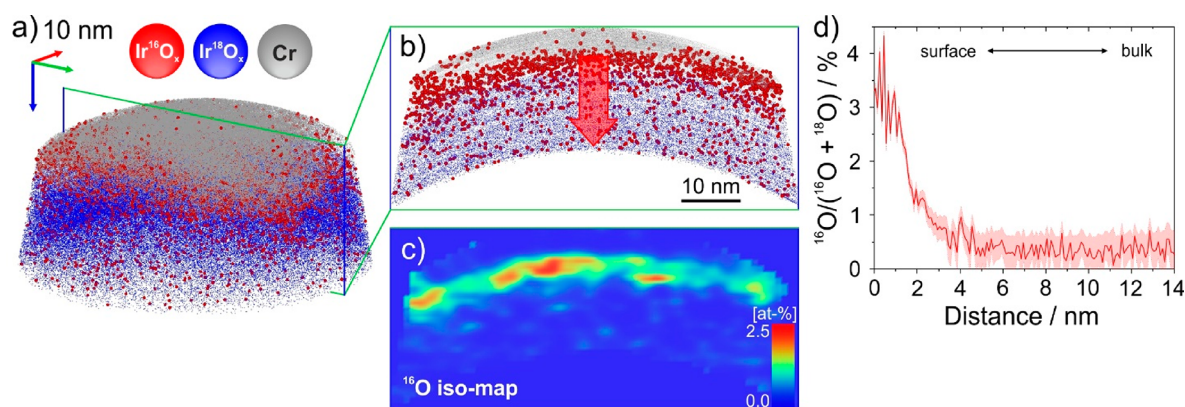 a) 10 nm
Ir¹⁶Oₓ Ir¹⁸Oₓ Cr
b)
10 nm
c)
[at-%]
2.5
0.0
¹⁶O iso-map
d)
surface bulk
¹⁶O/(¹⁶O + ¹⁸O) / %
4
3
2
1
0
0 2 4 6 8 10 12 14
Distance / nm